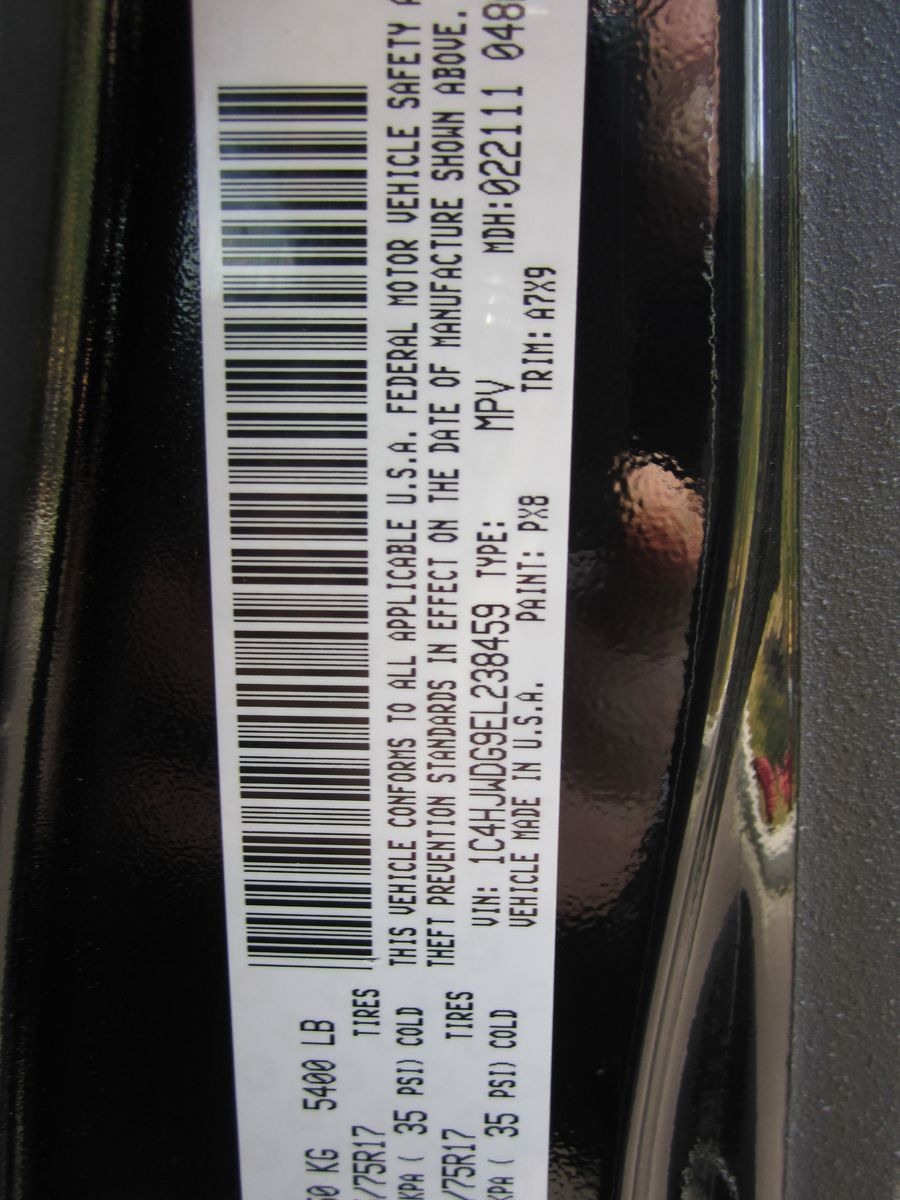 50 KG 5400 LB
/75R17 TIRES
KPA ( 35 PSI) COLD
/75R17 TIRES
KPA ( 35 PSI) COLD
THIS VEHICLE CONFORMS TO ALL APPLICABLE U.S.A. FEDERAL MOTOR VEHICLE SAFETY
THEFT PREVENTION STANDARDS IN EFFECT ON THE DATE OF MANUFACTURE SHOWN ABOVE.
VIN: 1C4HJWDG9EL238459 TYPE: MPV MDH:022111 048
VEHICLE MADE IN U.S.A. PAINT: PX8 TRIM: A7X9